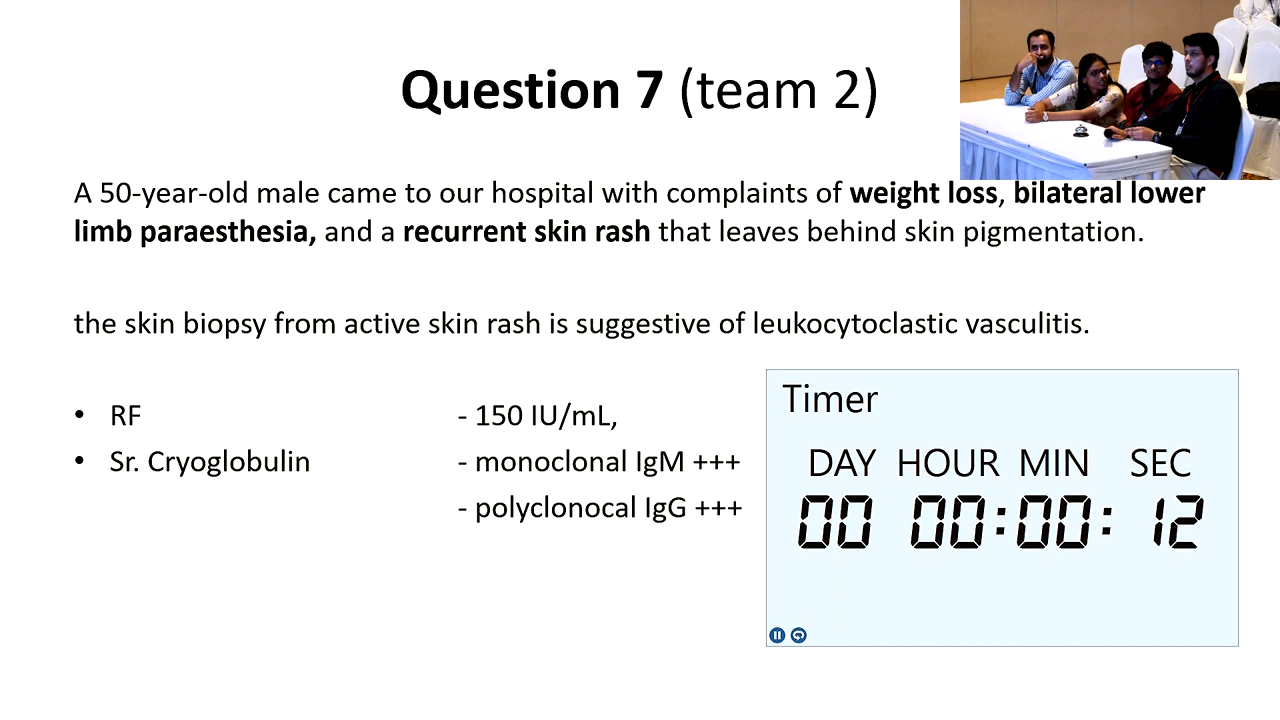 Question 7 (team 2)
A 50-year-old male came to our hospital with complaints of weight loss, bilateral lower
limb paraesthesia, and a recurrent skin rash that leaves behind skin pigmentation.
the skin biopsy from active skin rash is suggestive of leukocytoclastic vasculitis.
• RF - 150 IU/mL,
• Sr. Cryoglobulin - monoclonal IgM +++
- polyclonocal IgG +++
Timer
DAY HOUR MIN SEC
00 00:00: 12